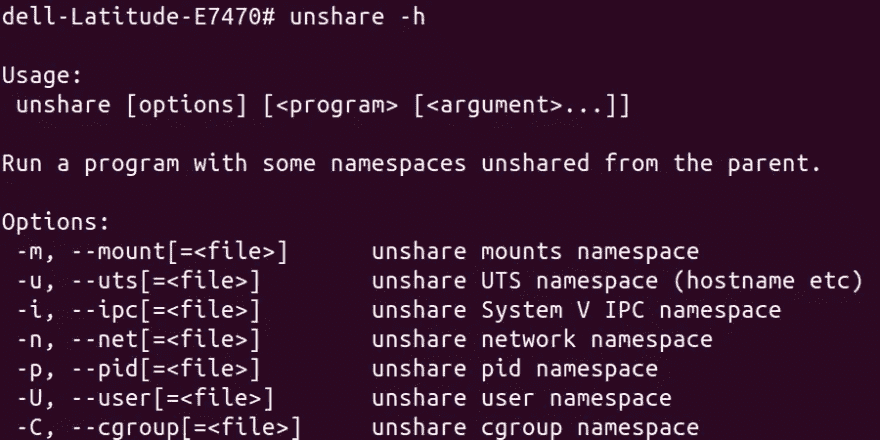 dell-Latitude-E7470# unshare -h
Usage:
unshare [options] [<program> [<argument>...]]
Run a program with some namespaces unshared from the parent.
Options:
-m, --mount[=<file>] unshare mounts namespace
-u, --uts[=<file>] unshare UTS namespace (hostname etc)
-i, --ipc[=<file>] unshare System V IPC namespace
-n, --net[=<file>] unshare network namespace
-p, --pid[=<file>] unshare pid namespace
-U, --user[=<file>] unshare user namespace
-C, --cgroup[=<file>] unshare cgroup namespace